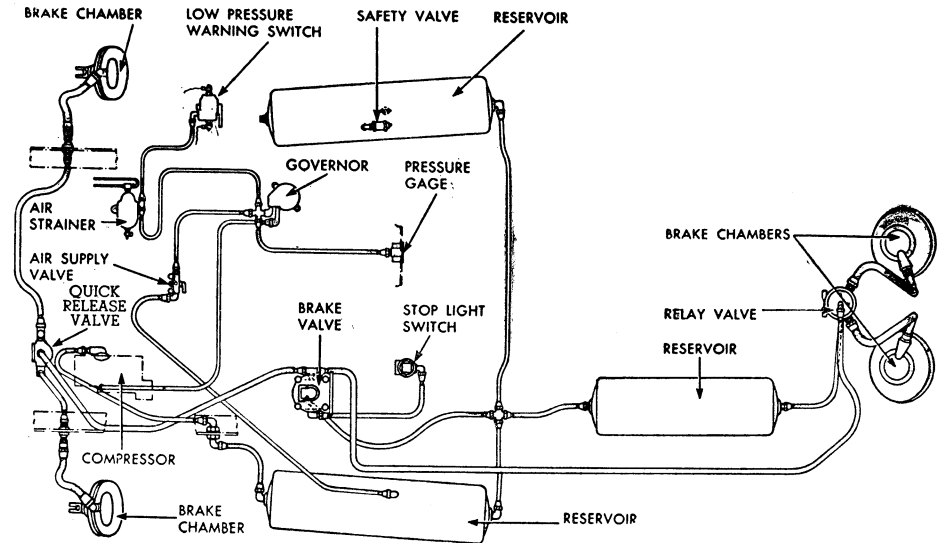 BRAKE CHAMBER
LOW PRESSURE
WARNING SWITCH
SAFETY VALVE
RESERVOIR
GOVERNOR
PRESSURE
GAGE
AIR
STRAINER
BRAKE CHAMBERS
AIR SUPPLY
VALVE
QUICK
RELEASE
VALVE
BRAKE
VALVE
STOP LIGHT
SWITCH
RELAY VALVE
RESERVOIR
COMPRESSOR
BRAKE
CHAMBER
RESERVOIR